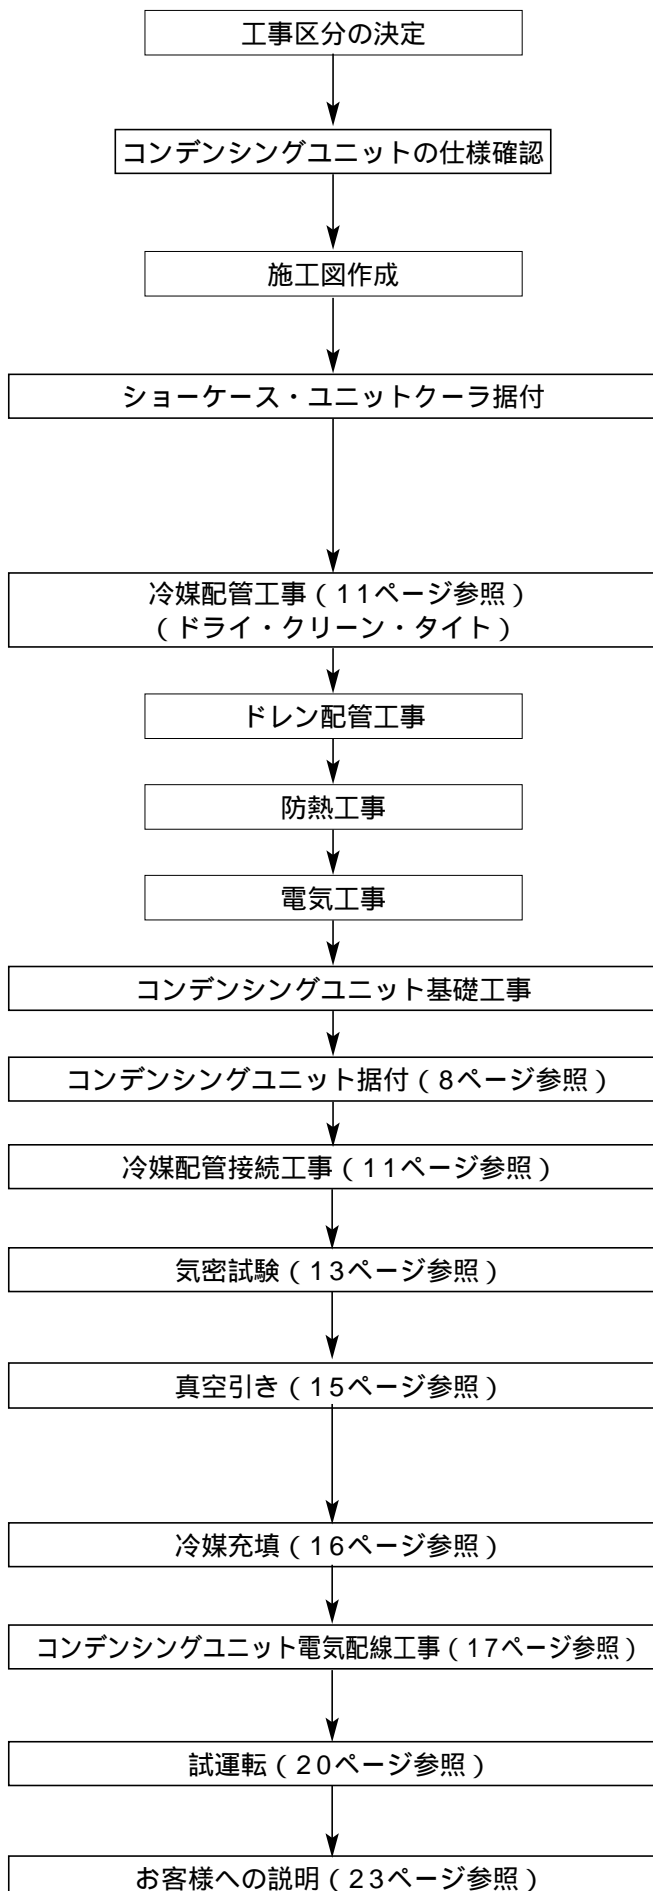 工事区分の決定
コンデンシングユニットの仕様確認
施工図作成
ショーケース・ユニットクーラ据付
冷媒配管工事(11ページ参照)
(ドライ・クリーン・タイト)
ドレン配管工事
防熱工事
電気工事
コンデンシングユニット基礎工事
コンデンシングユニット据付(8ページ参照)
冷媒配管接続工事(11ページ参照)
気密試験(13ページ参照)
真空引き(15ページ参照)
冷媒充填(16ページ参照)
コンデンシングユニット電気配線工事(17ページ参照)
試運転(20ページ参照)
お客様への説明(23ページ参照)